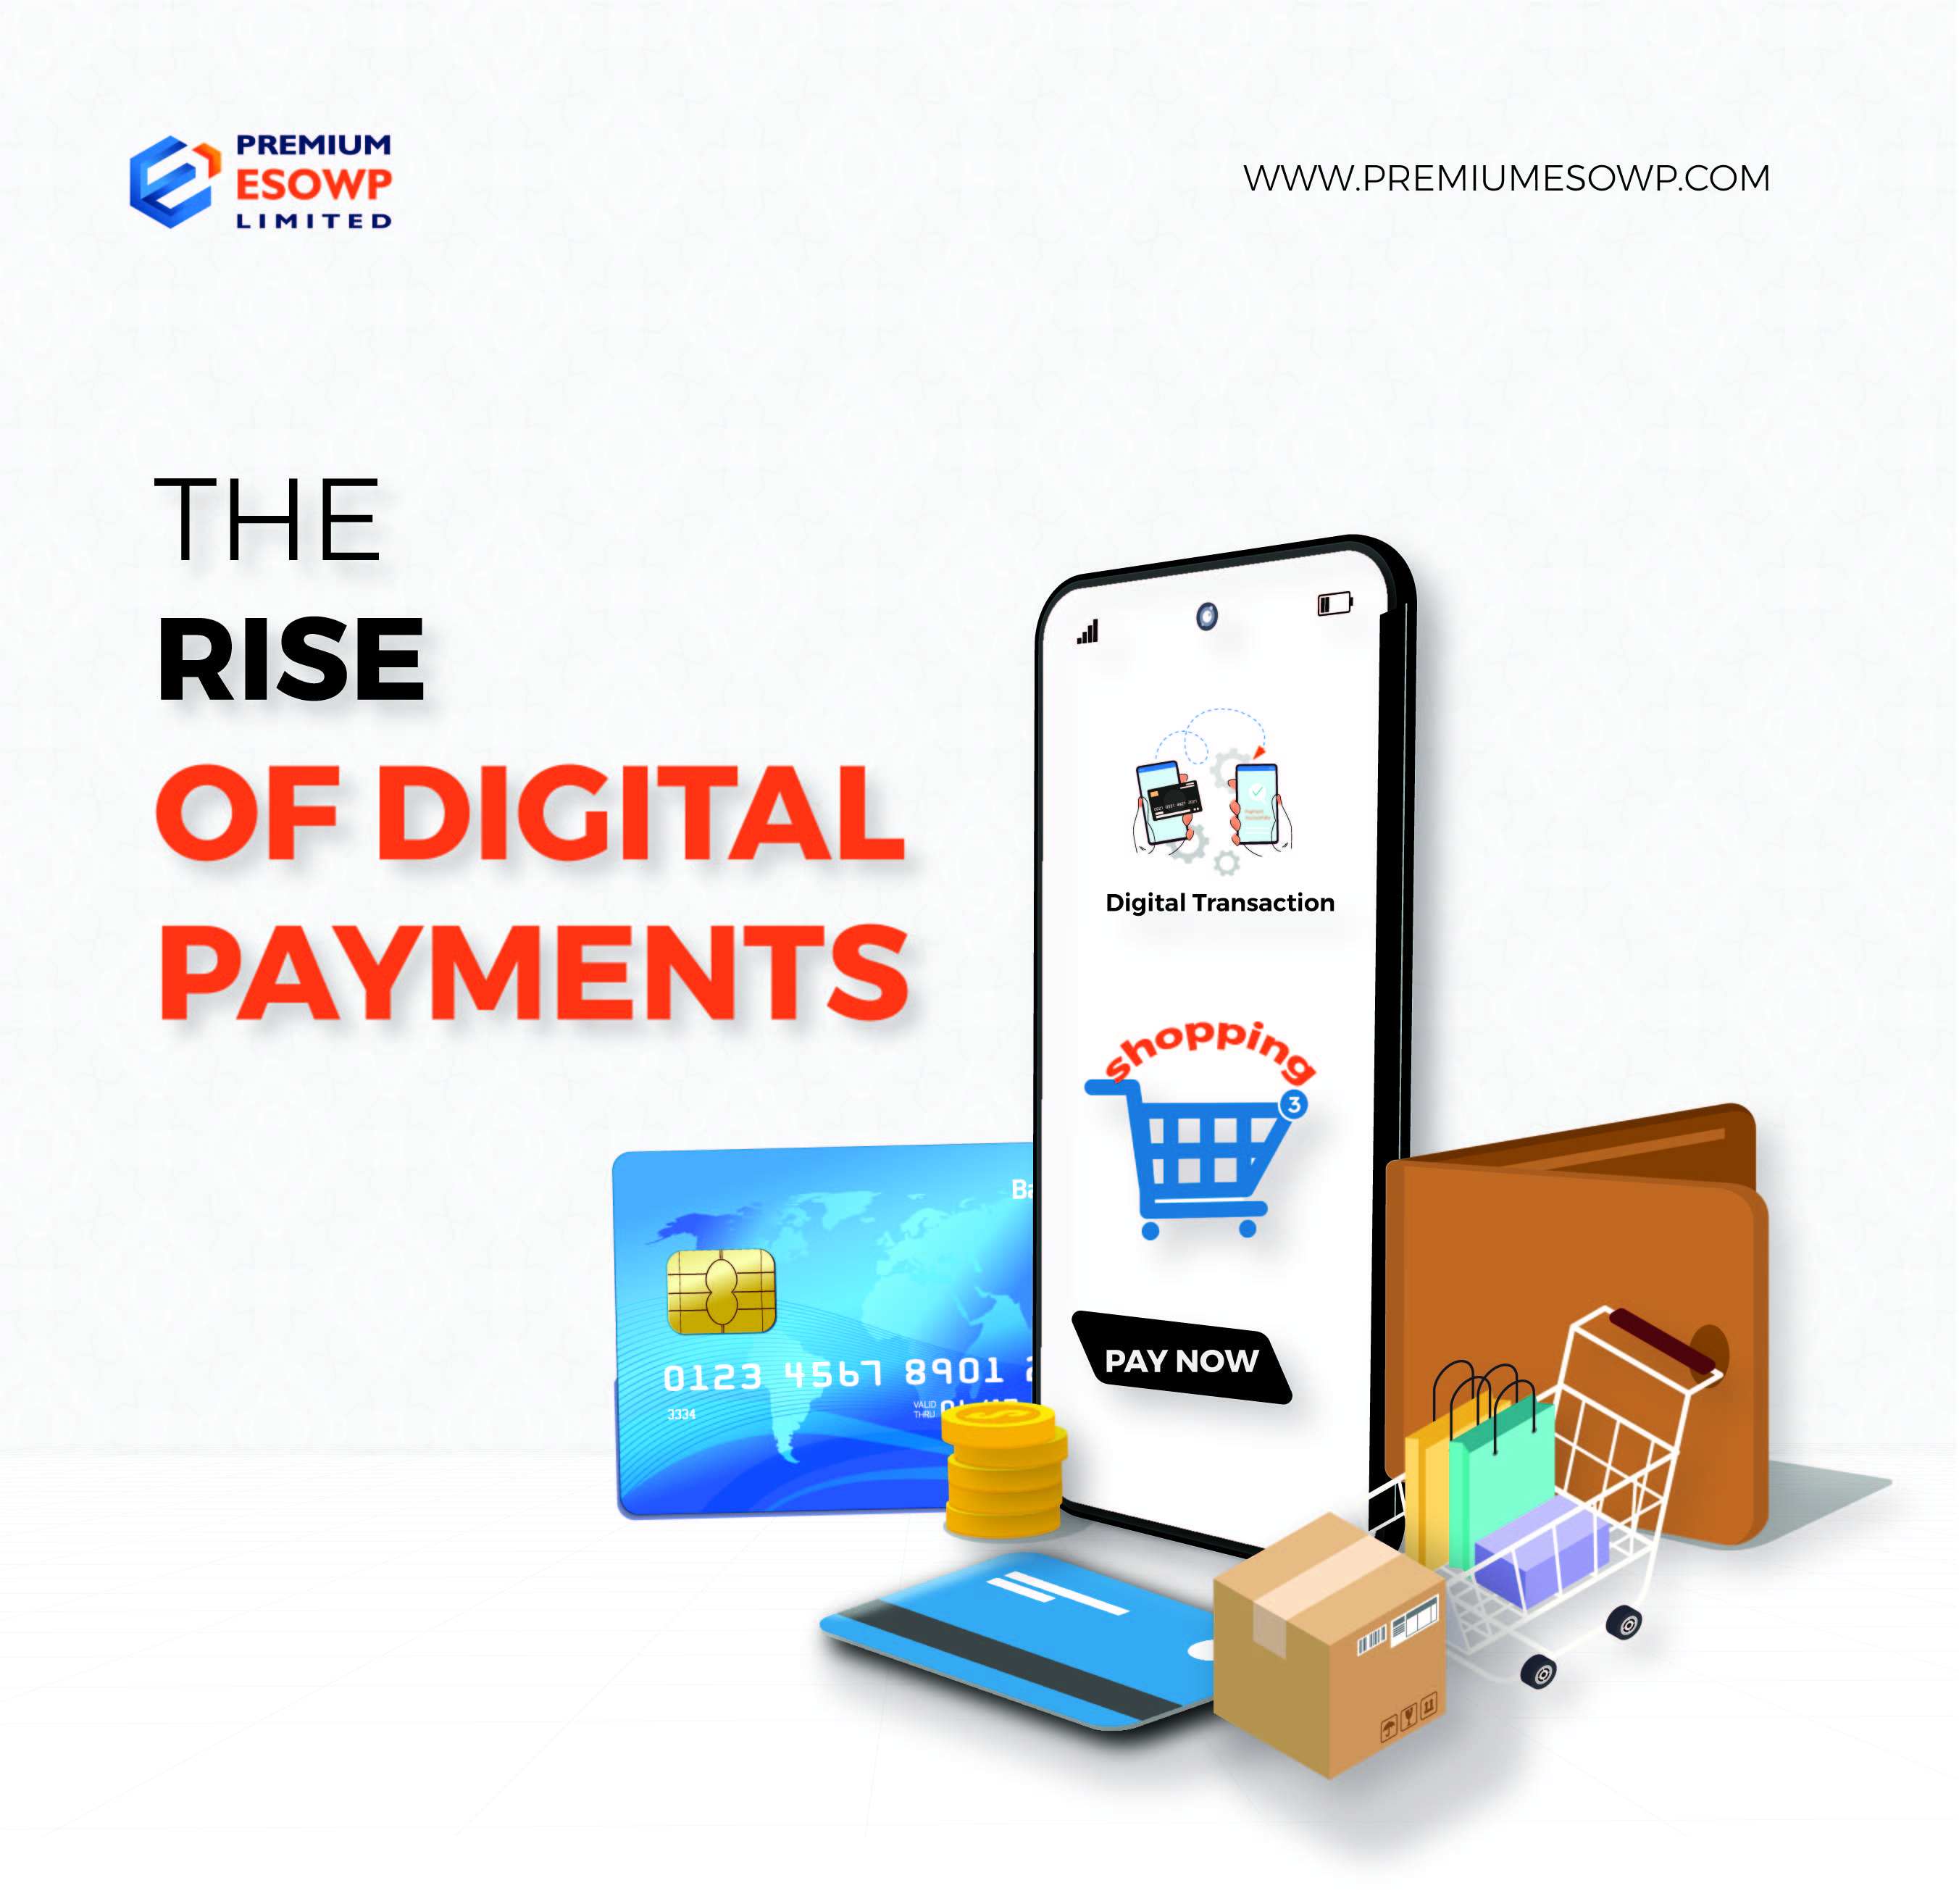 PREMIUM
ESOWP
LIMITED
WWW.PREMIUMESOWP.COM
THE
RISE
OF DIGITAL
PAYMENTS
Digital Transaction
shopping
3
PAY NOW
0123 4567 8901
3334
VALID
THRU